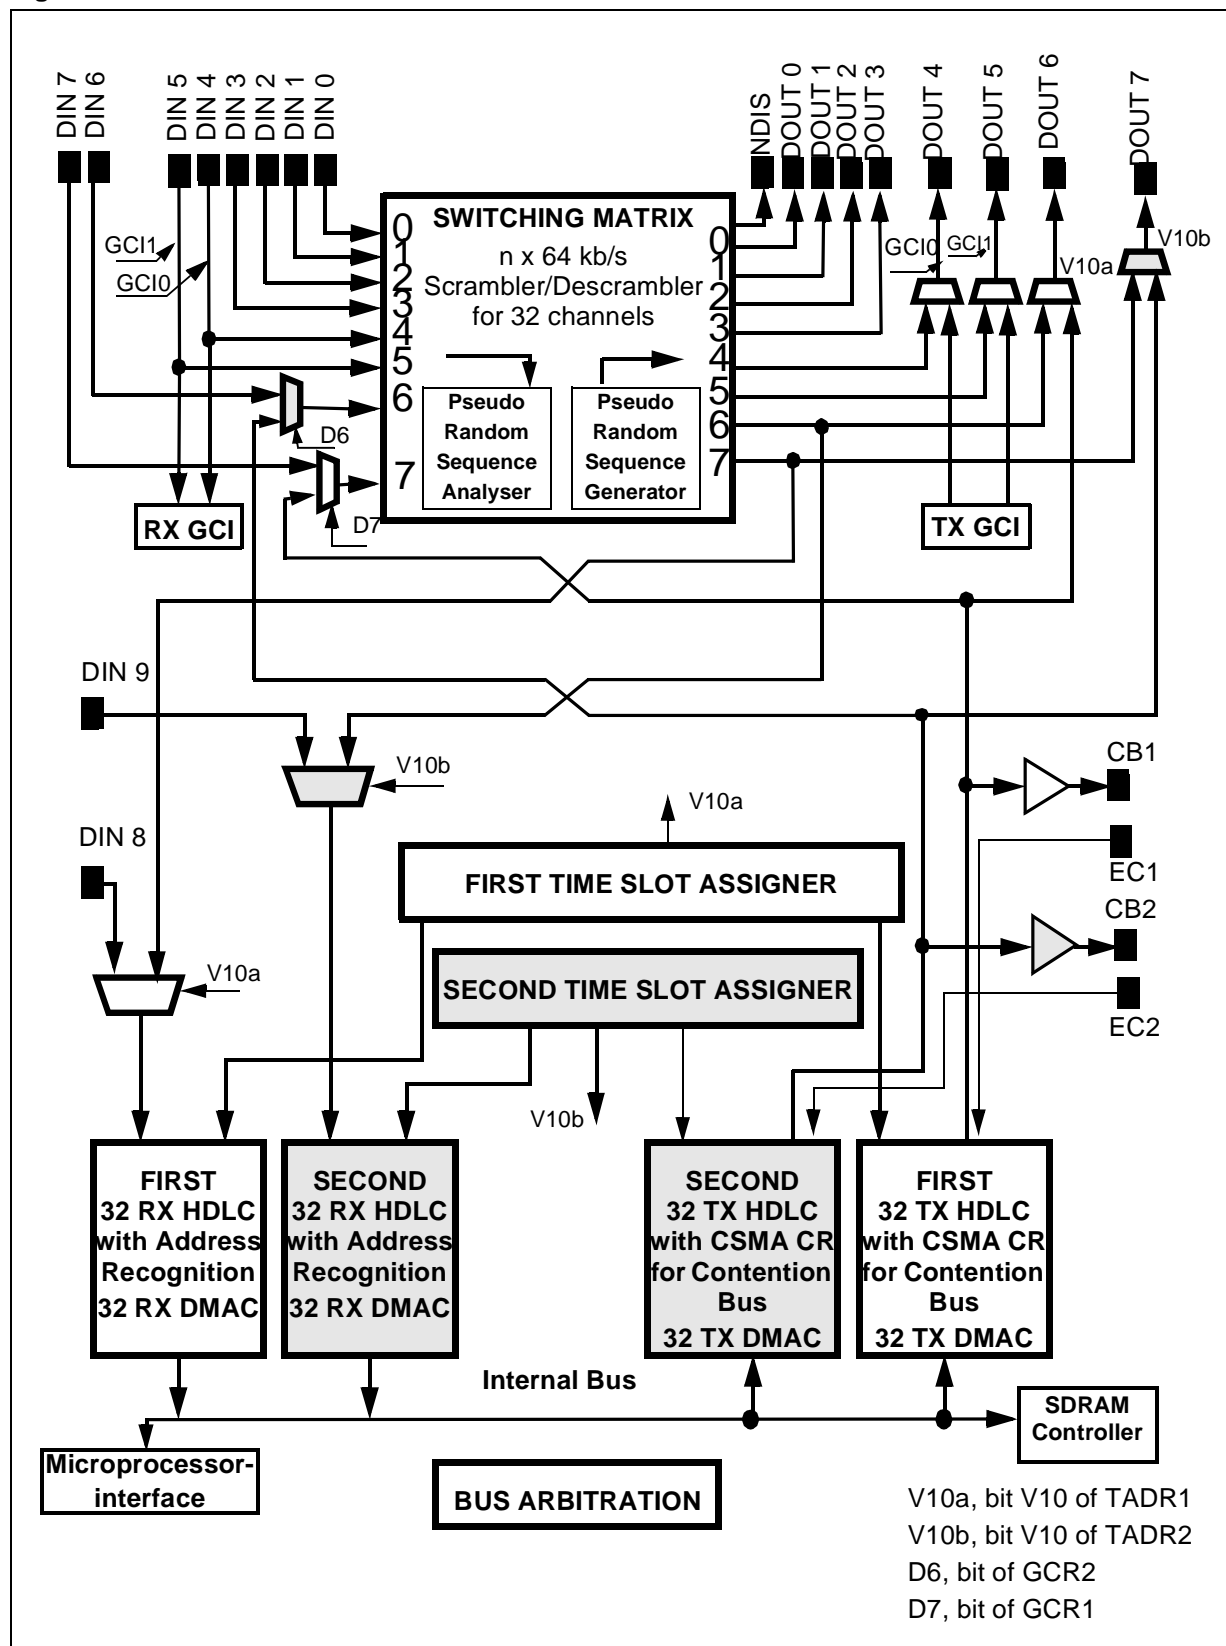 DIN 7
DIN 6
DIN 5
DIN 4
DIN 3
DIN 2
DIN 1
DIN 0
NDIS
DOUT 0
DOUT 1
DOUT 2
DOUT 3
DOUT 4
DOUT 5
DOUT 6
DOUT 7
GCI1
GCI0
0
1
2
3
4
5
6
7
SWITCHING MATRIX
n x 64 kb/s
Scrambler/Descrambler
for 32 channels
Pseudo
Random
Sequence
Analyser
Pseudo
Random
Sequence
Generator
0
1
2
3
4
5
6
7
GCI0
GCI1
V10a
V10b
D6
D7
RX GCI
TX GCI
DIN 9
V10b
CB1
DIN 8
V10a
EC1
FIRST TIME SLOT ASSIGNER
CB2
V10a
SECOND TIME SLOT ASSIGNER
EC2
V10b
FIRST
32 RX HDLC
with Address
Recognition
32 RX DMAC
SECOND
32 RX HDLC
with Address
Recognition
32 RX DMAC
SECOND
32 TX HDLC
with CSMA CR
for Contention
Bus
32 TX DMAC
FIRST
32 TX HDLC
with CSMA CR
for Contention
Bus
32 TX DMAC
Internal Bus
SDRAM
Controller
Microprocessor-
interface
BUS ARBITRATION
V10a, bit V10 of TADR1
V10b, bit V10 of TADR2
D6, bit of GCR2
D7, bit of GCR1